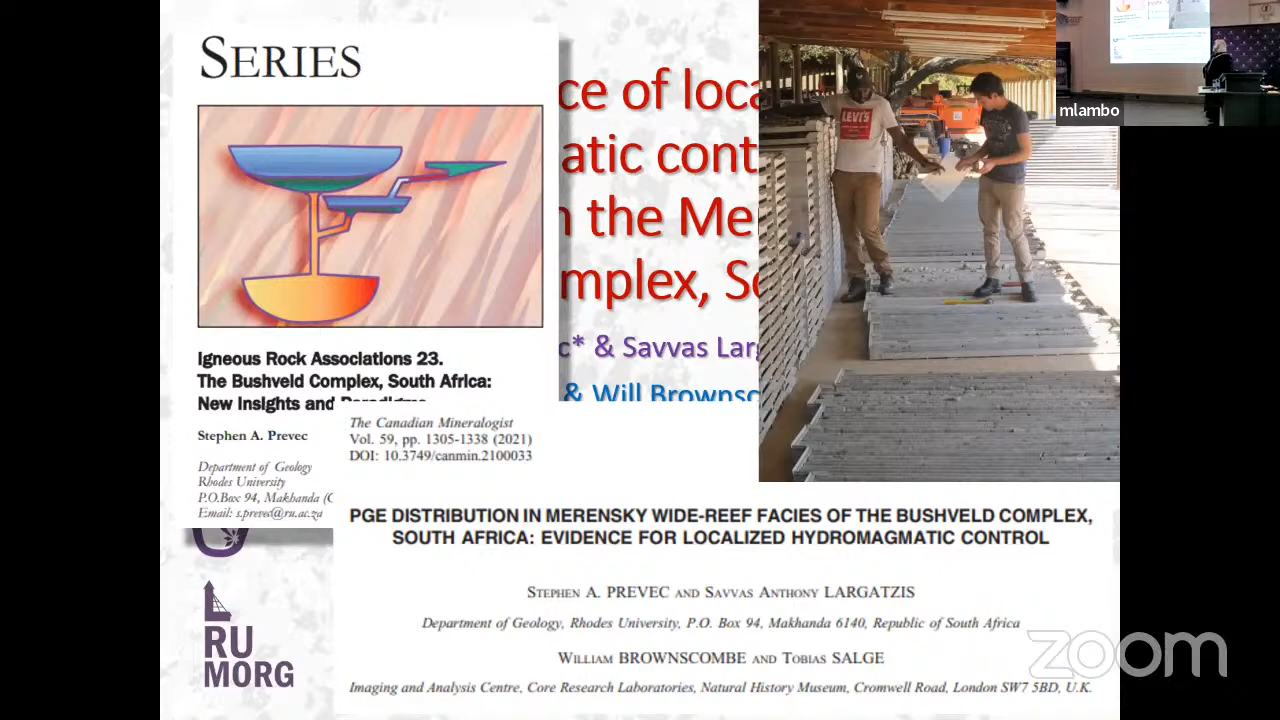 SERIES
Igneous Rock Associations 23.
The Bushveld Complex, South Africa:
New Insights and Paradigms
Stephen A. Prevec
Department of Geology
Rhodes University
P.O.Box 94, Makhanda (G
Email: s.prevec@ru.ac.za
ce of loca
atic cont
n the Me
mplex, So
c* & Savvas Larg
& Will Brownsc
LEVI'S
mlambo
The Canadian Mineralogist
Vol. 59, pp. 1305-1338 (2021)
DOI: 10.3749/canmin.2100033
PGE DISTRIBUTION IN MERENSKY WIDE-REEF FACIES OF THE BUSHVELD COMPLEX,
SOUTH AFRICA: EVIDENCE FOR LOCALIZED HYDROMAGMATIC CONTROL
STEPHEN A. PREVEC AND SAVVAS ANTHONY LARGATZIS
Department of Geology, Rhodes University, P.O. Box 94, Makhanda 6140, Republic of South Africa
WILLIAM BROWNSCOMBE AND TOBIAS SALGE
Imaging and Analysis Centre, Core Research Laboratories, Natural History Museum, Cromwell Road, London SW7 5BD, U.K.
RU
MORG
zoom